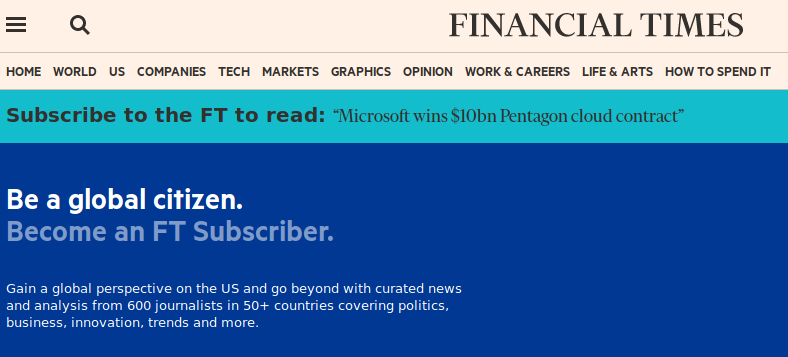 FINANCIAL TIMES
HOME WORLD US COMPANIES TECH MARKETS GRAPHICS OPINION WORK & CAREERS LIFE & ARTS HOW TO SPEND IT
Subscribe to the FT to read: “Microsoft wins $10bn Pentagon cloud contract”
Be a global citizen.
Become an FT Subscriber.
Gain a global perspective on the US and go beyond with curated news
and analysis from 600 journalists in 50+ countries covering politics,
business, innovation, trends and more.